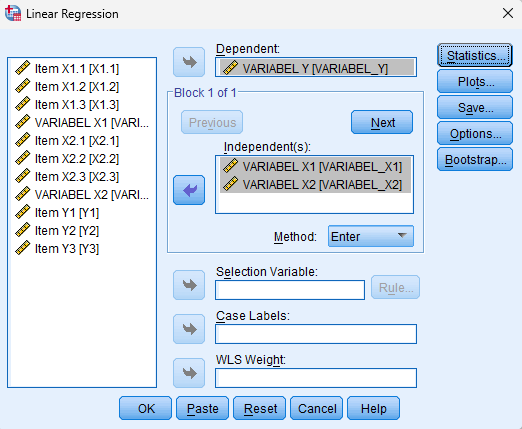 Linear Regression
Item X1.1 [X1.1]
Item X1.2 [X1.2]
Item X1.3 [X1.3]
VARIABEL X1 [VARI...
Item X2.1 [X2.1]
Item X2.2 [X2.2]
Item X2.3 [X2.3]
VARIABEL X2 [VARI...
Item Y1 [Y1]
Item Y2 [Y2]
Item Y3 [Y3]
Dependent:
VARIABEL Y [VARIABEL_Y]
Block 1 of 1
Previous
Next
Independent(s):
VARIABEL X1 [VARIABEL_X1]
VARIABEL X2 [VARIABEL_X2]
Method:
Enter
Selection Variable:
Rule...
Case Labels:
WLS Weight:
Statistics...
Plots...
Save...
Options...
Bootstrap...
OK
Paste
Reset
Cancel
Help